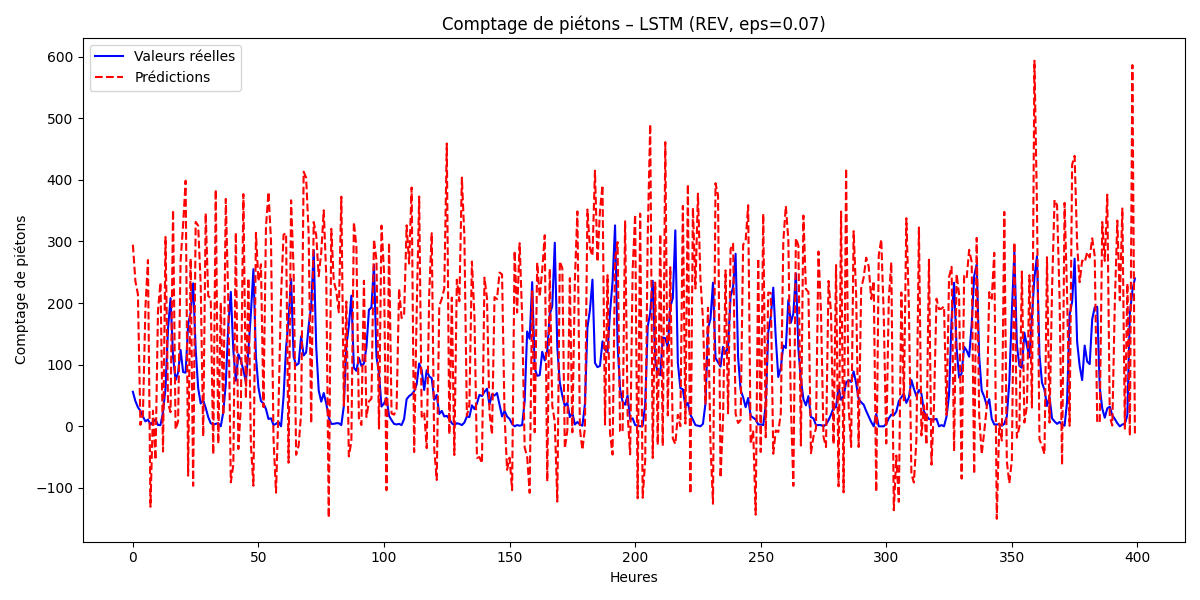 Comptage de piétons – LSTM (REV, eps=0.07)
Valeurs réelles
Prédictions
Comptage de piétons
600
500
400
300
200
100
0
−100
0 50 100 150 200 250 300 350 400
Heures